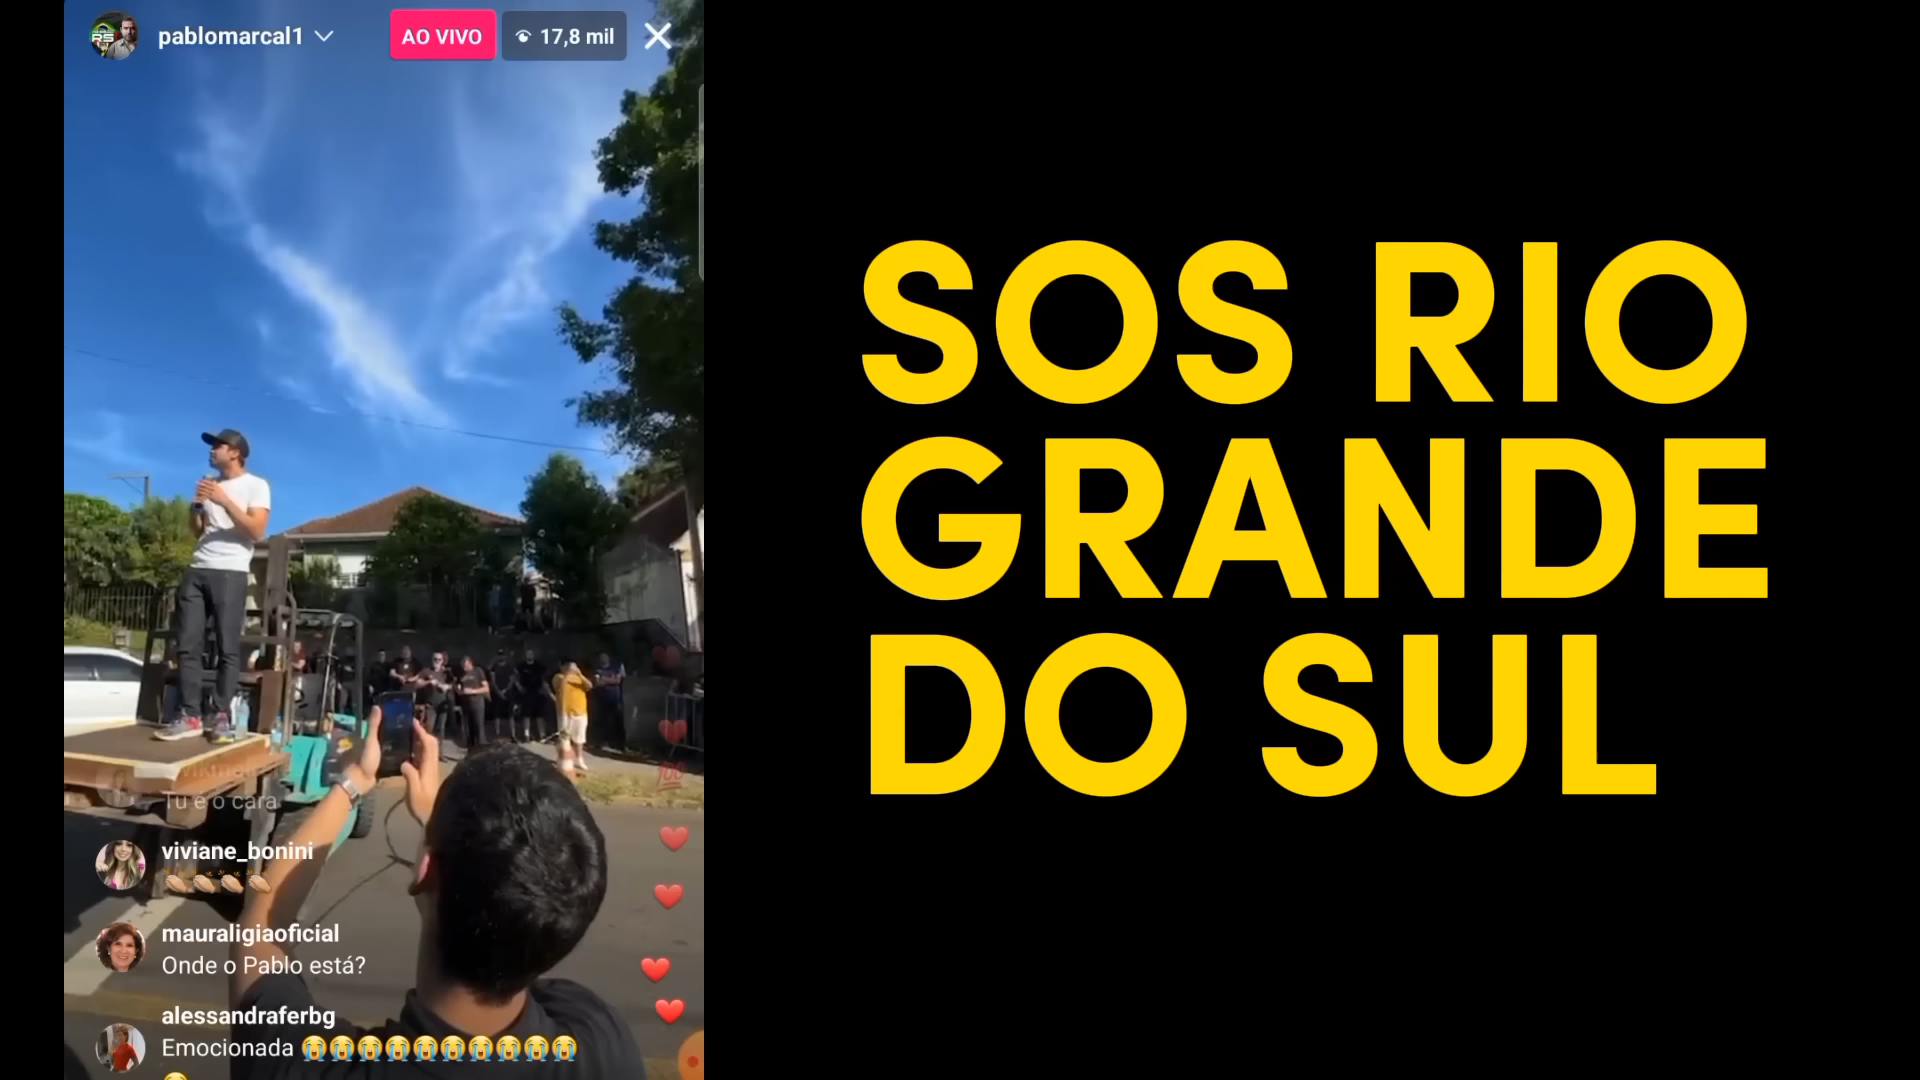 pablomarcal1
AO VIVO
17,8 mil
RS
Tu é o cara
viviane_bonini
👏🏼👏🏼👏🏼👏🏼
mauraligiaoficial
Onde o Pablo está?
alessandraferbg
Emocionada 😭😭😭😭😭😭😭😭😭😭
SOS RIO
GRANDE
DO SUL